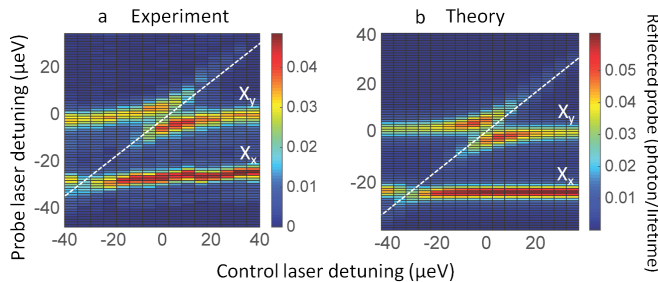 a Experiment
b Theory
Probe laser detuning (µeV)
20
0
-20
-40
-40 -20 0 20 40
X_y
X_x
0.04
0.03
0.02
0.01
0
40
20
0
-20
-40 -20 0 20
X_y
X_x
0.05
0.04
0.03
0.02
0.01
Reflected probe (photon/lifetime)
Control laser detuning (µeV)